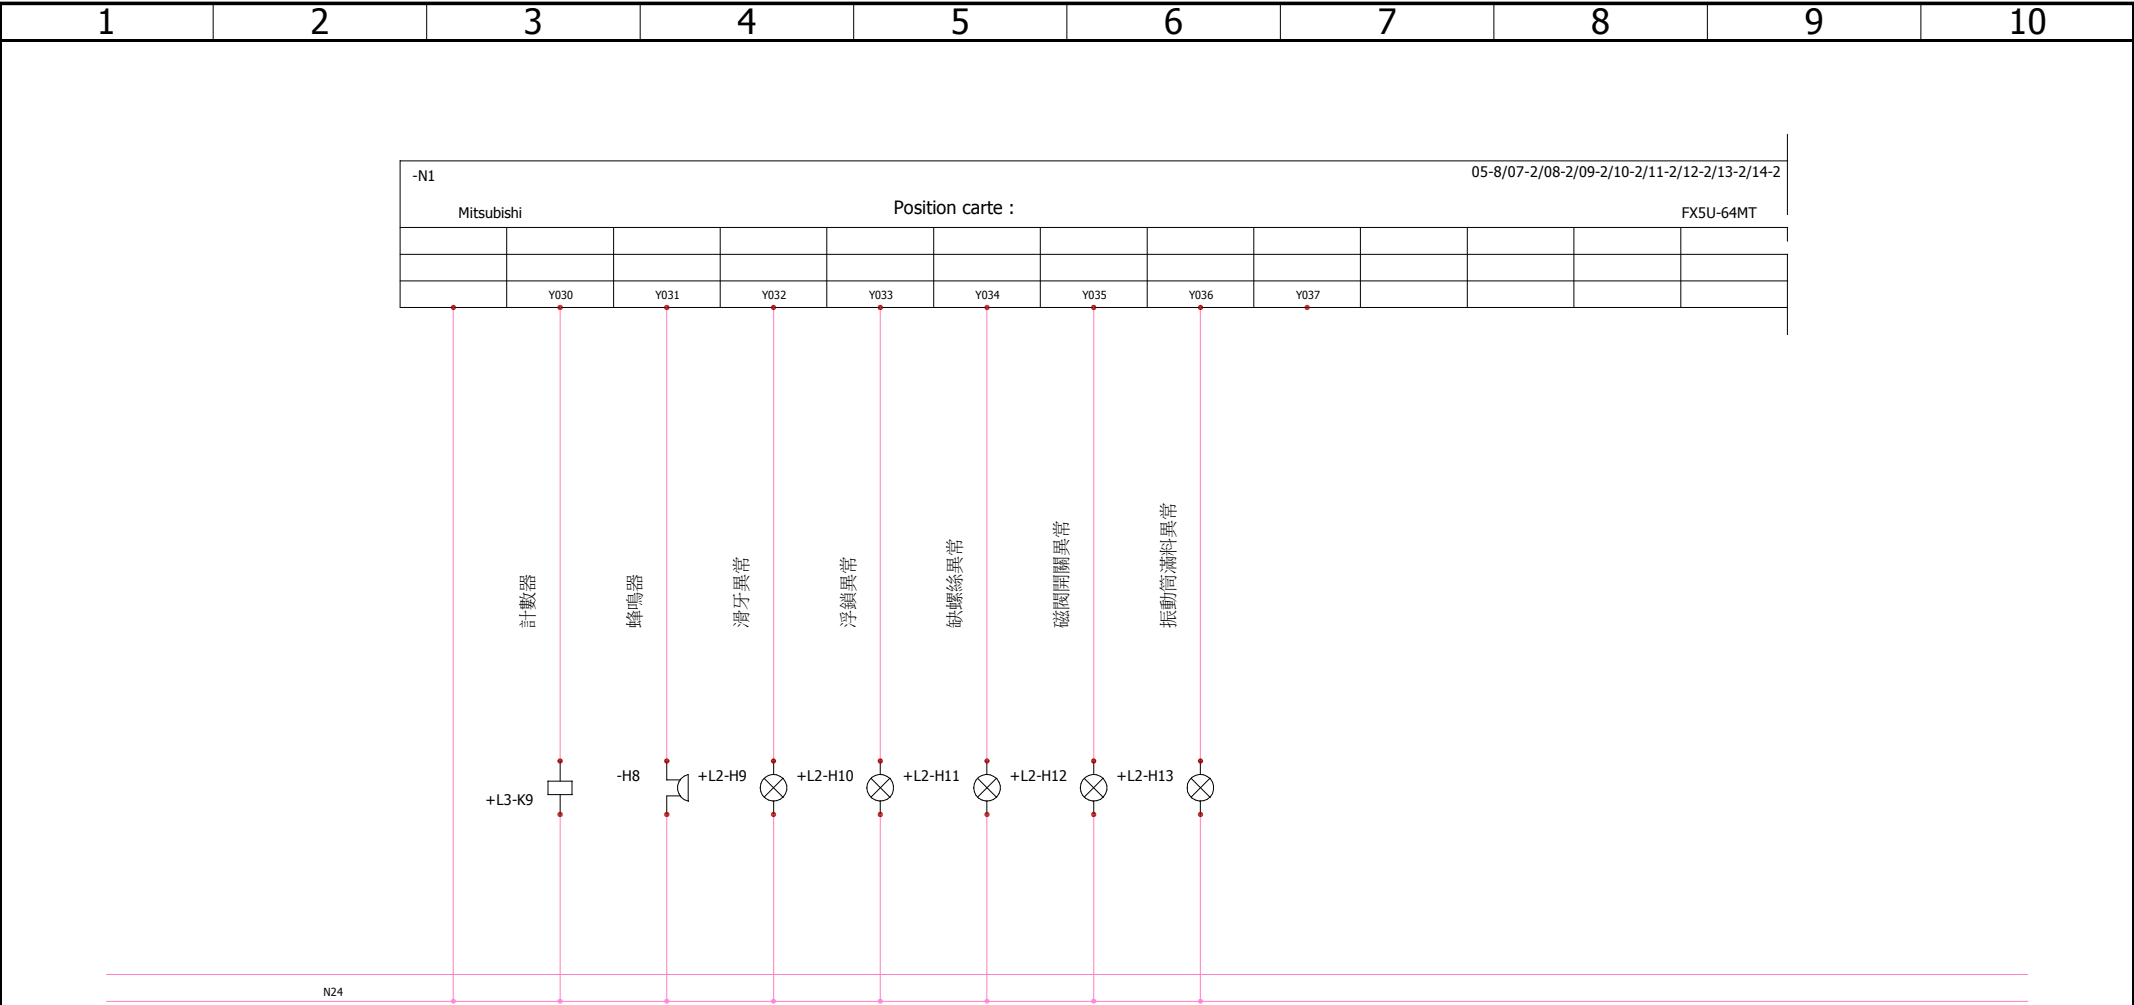 1 2 3 4 5 6 7 8 9 10
-N1 05-8/07-2/08-2/09-2/10-2/11-2/12-2/13-2/14-2
Mitsubishi Position carte : FX5U-64MT
Y030 Y031 Y032 Y033 Y034 Y035 Y036 Y037
計數器
蜂鳴器
滑牙異常
浮鎖異常
缺螺絲異常
磁閥開關異常
振動筒滿料異常
+L3-K9
-H8
+L2-H9
+L2-H10
+L2-H11
+L2-H12
+L2-H13
N24